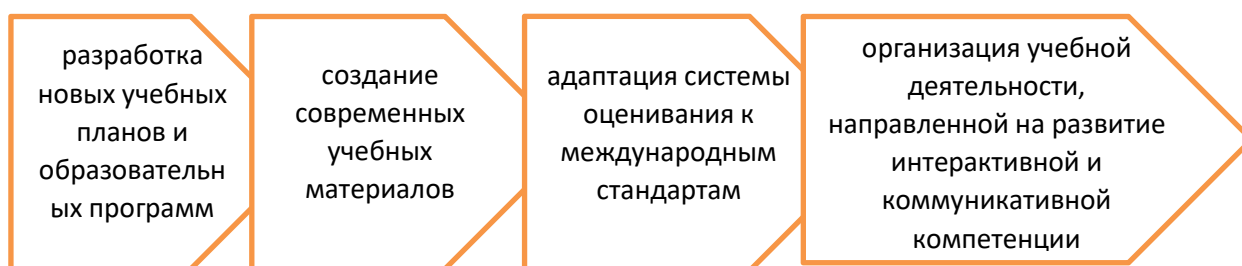 разработка
новых учебных
планов и
образовательн
ых программ
создание
современных
учебных
материалов
адаптация системы
оценивания к
международным
стандартам
организация учебной
деятельности,
направленной на развитие
интерактивной и
коммуникативной
компетенции